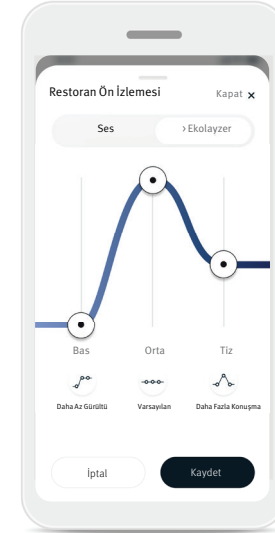 Restoran Ön İzlemesi
Kapat ×
Ses
› Ekolayzer
Bas
Orta
Tiz
Daha Az Gürültü
Varsayılan
Daha Fazla Konuşma
İptal
Kaydet